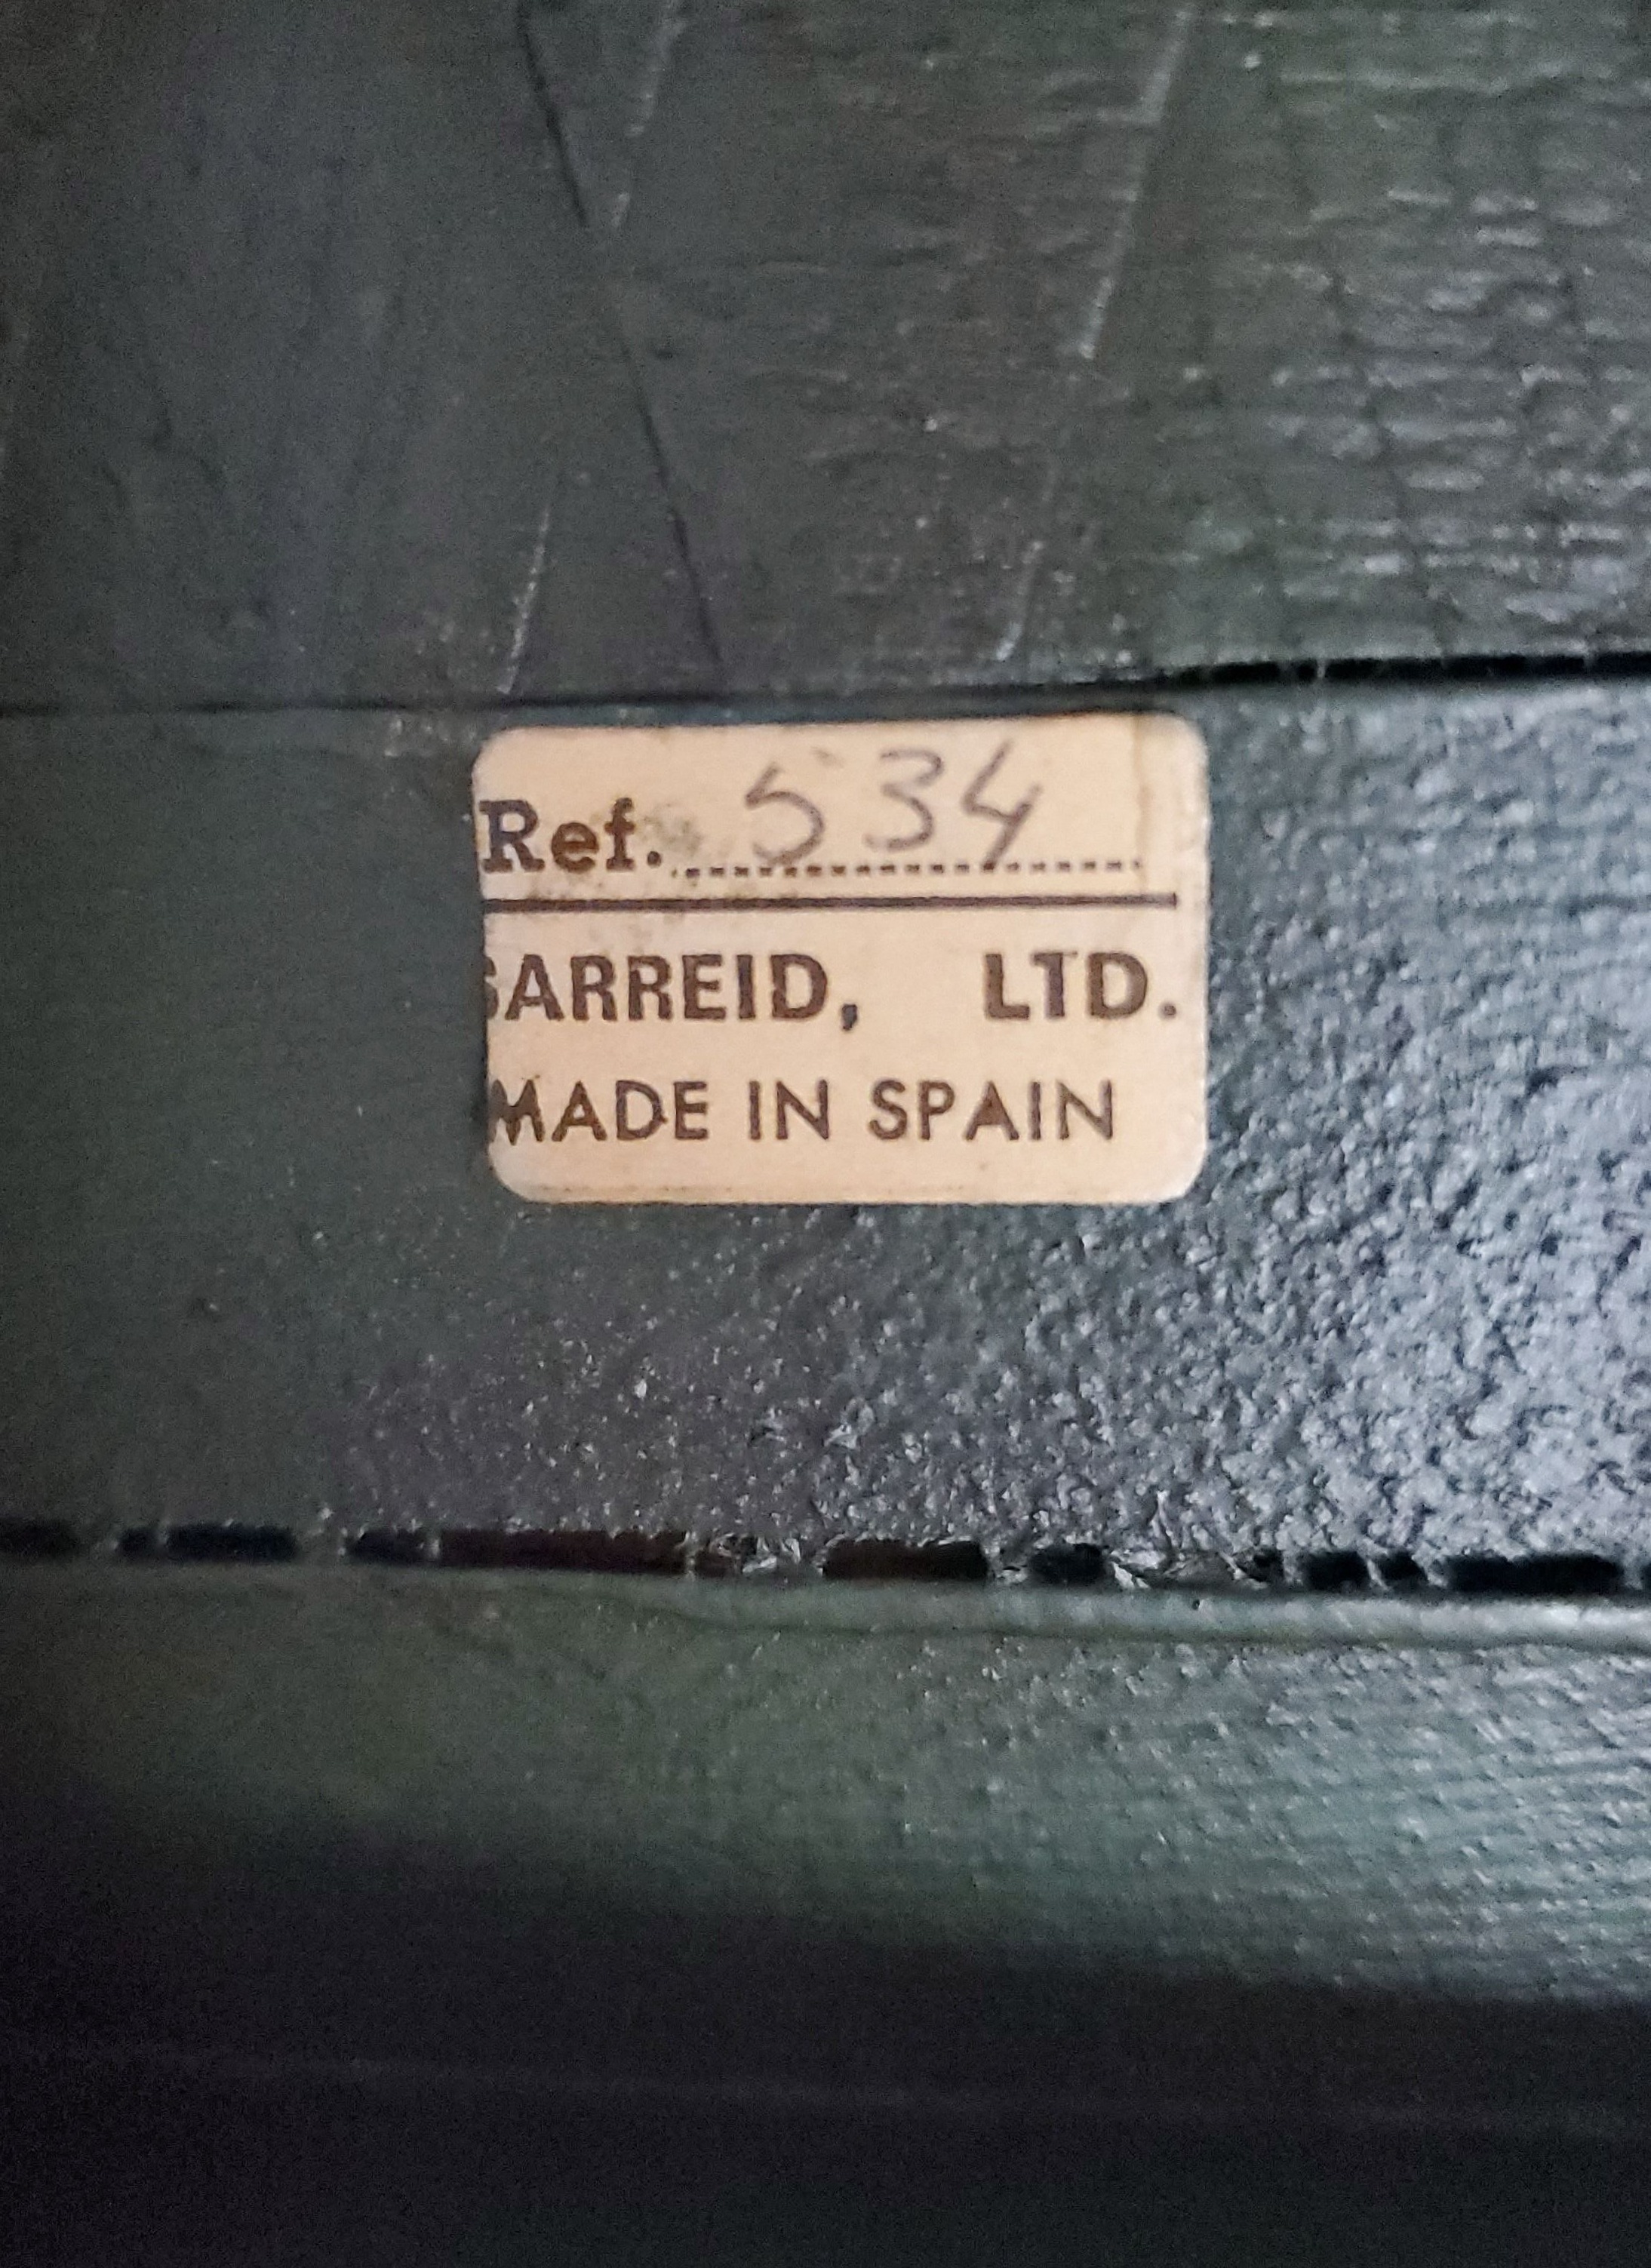 Ref. 534
SARREID, LTD.
MADE IN SPAIN